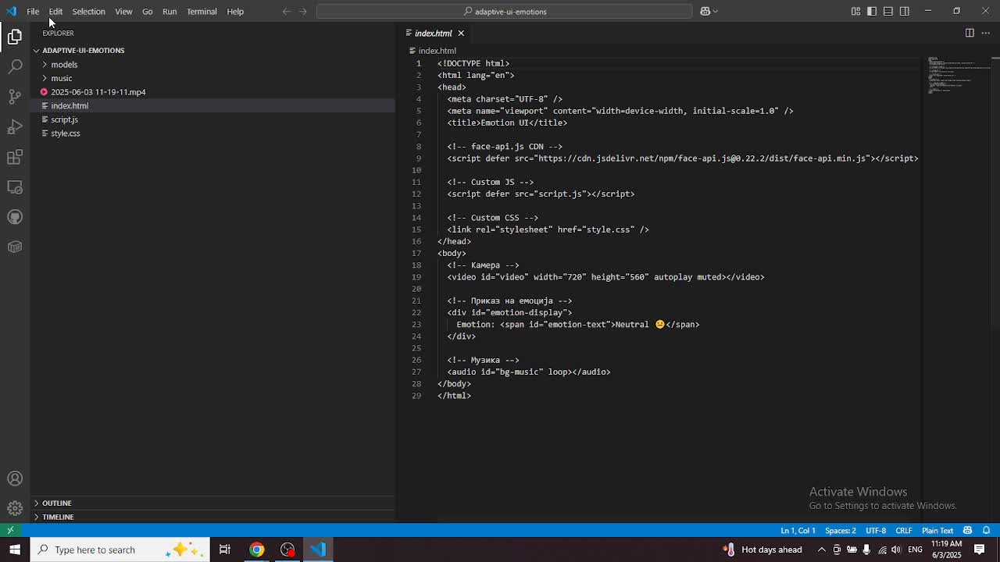 File Edit Selection View Go Run Terminal Help
adaptive-ui-emotions
EXPLORER
ADAPTIVE-UI-EMOTIONS
models
music
2025-06-03 11-19-11.mp4
index.html
script.js
style.css
OUTLINE
TIMELINE
index.html
index.html
1 <!DOCTYPE html>
2 <html lang="en">
3 <head>
4 <meta charset="UTF-8" />
5 <meta name="viewport" content="width=device-width, initial-scale=1.0" />
6 <title>Emotion UI</title>
7
8 <!-- face-api.js CDN -->
9 <script defer src="https://cdn.jsdelivr.net/npm/face-api.js@0.22.2/dist/face-api.min.js"></script>
10
11 <!-- Custom JS -->
12 <script defer src="script.js"></script>
13
14 <!-- Custom CSS -->
15 <link rel="stylesheet" href="style.css" />
16 </head>
17 <body>
18 <!-- Камера -->
19 <video id="video" width="720" height="560" autoplay muted></video>
20
21 <!-- Приказ на емоција -->
22 <div id="emotion-display">
23 Emotion: <span id="emotion-text">Neutral 😐</span>
24 </div>
25
26 <!-- Музика -->
27 <audio id="bg-music" loop></audio>
28 </body>
29 </html>
Activate Windows
Go to Settings to activate Windows.
Ln 1, Col 1 Spaces: 2 UTF-8 CRLF Plain Text
Type here to search
Hot days ahead
ENG
11:19 AM
6/3/2025